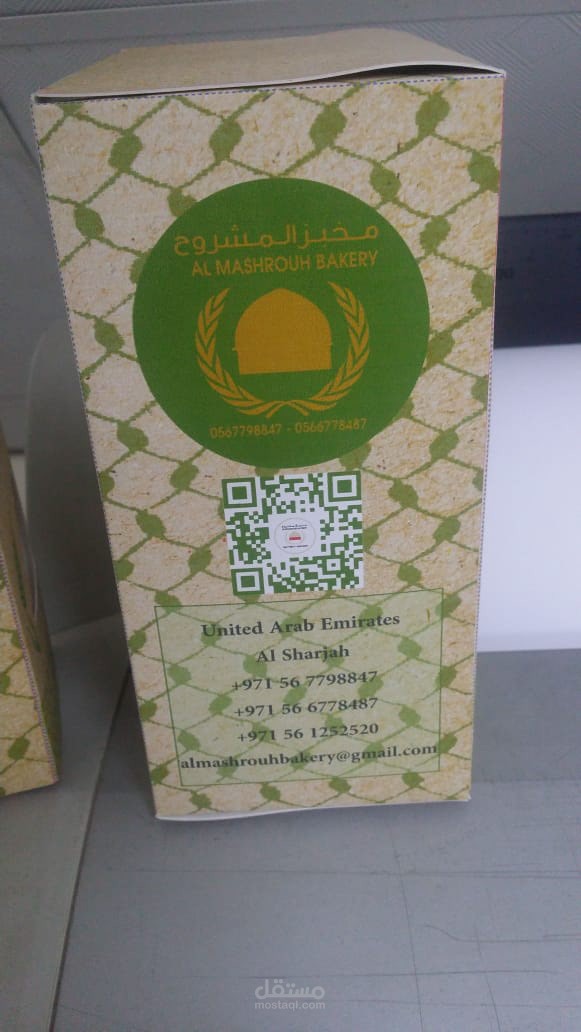 مخبز المشروح
AL MASHROUH BAKERY
0567798847 - 0566778487
United Arab Emirates
Al Sharjah
+971 56 7798847
+971 56 6778487
+971 56 1252520
almashrouhbakery@gmail.com
مستقل
mostaql.com